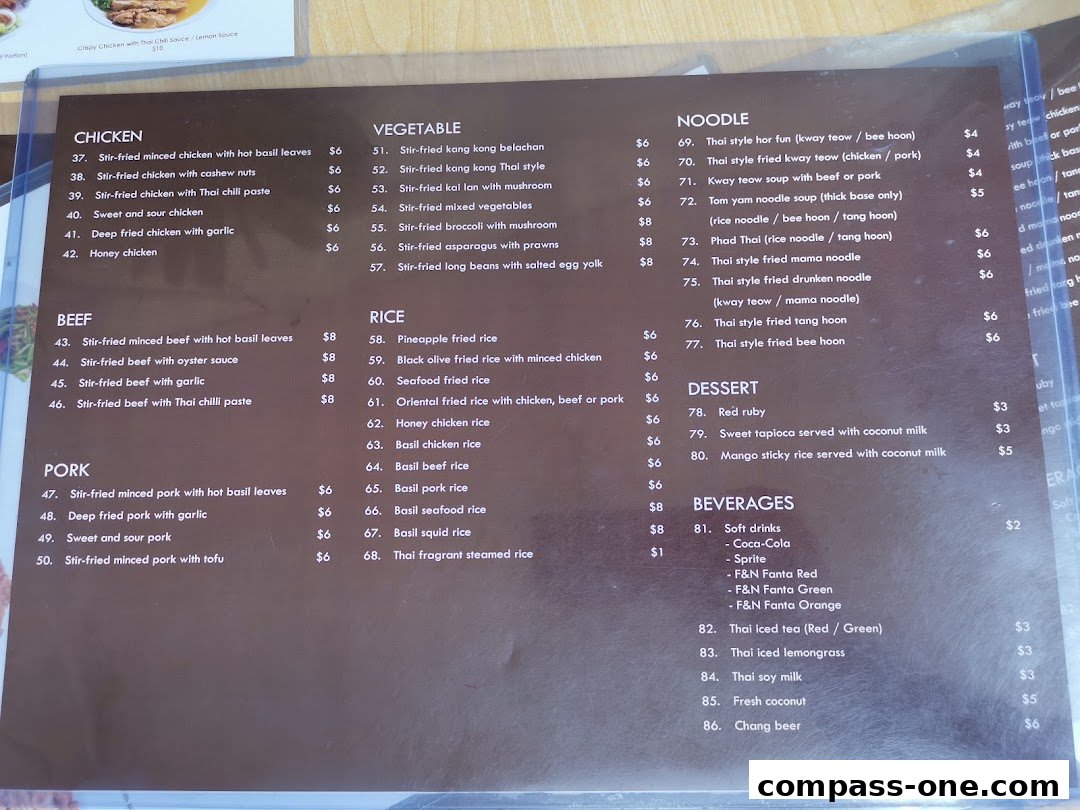 Portion)
Crispy Chicken with Thai Chili Sauce / Lemon Sauce
$10
CHICKEN
37. Stir-fried minced chicken with hot basil leaves $6
38. Stir-fried chicken with cashew nuts $6
39. Stir-fried chicken with Thai chili paste $6
40. Sweet and sour chicken $6
41. Deep fried chicken with garlic $6
42. Honey chicken $6
BEEF
43. Stir-fried minced beef with hot basil leaves $8
44. Stir-fried beef with oyster sauce $8
45. Stir-fried beef with garlic $8
46. Stir-fried beef with Thai chilli paste $8
PORK
47. Stir-fried minced pork with hot basil leaves $6
48. Deep fried pork with garlic $6
49. Sweet and sour pork $6
50. Stir-fried minced pork with tofu $6
VEGETABLE
51. Stir-fried kang kong belachan $6
52. Stir-fried kang kong Thai style $6
53. Stir-fried kai lan with mushroom $6
54. Stir-fried mixed vegetables $6
55. Stir-fried broccoli with mushroom $8
56. Stir-fried asparagus with prawns $8
57. Stir-fried long beans with salted egg yolk $8
RICE
58. Pineapple fried rice $6
59. Black olive fried rice with minced chicken $6
60. Seafood fried rice $6
61. Oriental fried rice with chicken, beef or pork $6
62. Honey chicken rice $6
63. Basil chicken rice $6
64. Basil beef rice $6
65. Basil pork rice $6
66. Basil seafood rice $8
67. Basil squid rice $8
68. Thai fragrant steamed rice $1
NOODLE
69. Thai style hor fun (kway teow / bee hoon) $4
70. Thai style fried kway teow (chicken / pork) $4
71. Kway teow soup with beef or pork $4
72. Tom yam noodle soup (thick base only) $5
(rice noodle / bee hoon / tang hoon)
73. Phad Thai (rice noodle / tang hoon) $6
74. Thai style fried mama noodle $6
75. Thai style fried drunken noodle $6
(kway teow / mama noodle)
76. Thai style fried tang hoon $6
77. Thai style fried bee hoon $6
DESSERT
78. Red ruby $3
79. Sweet tapioca served with coconut milk $3
80. Mango sticky rice served with coconut milk $5
BEVERAGES
81. Soft drinks $2
- Coca-Cola
- Sprite
- F&N Fanta Red
- F&N Fanta Green
- F&N Fanta Orange
82. Thai iced tea (Red / Green) $3
83. Thai iced lemongrass $3
84. Thai soy milk $3
85. Fresh coconut $5
86. Chang beer $6
compass-one.com